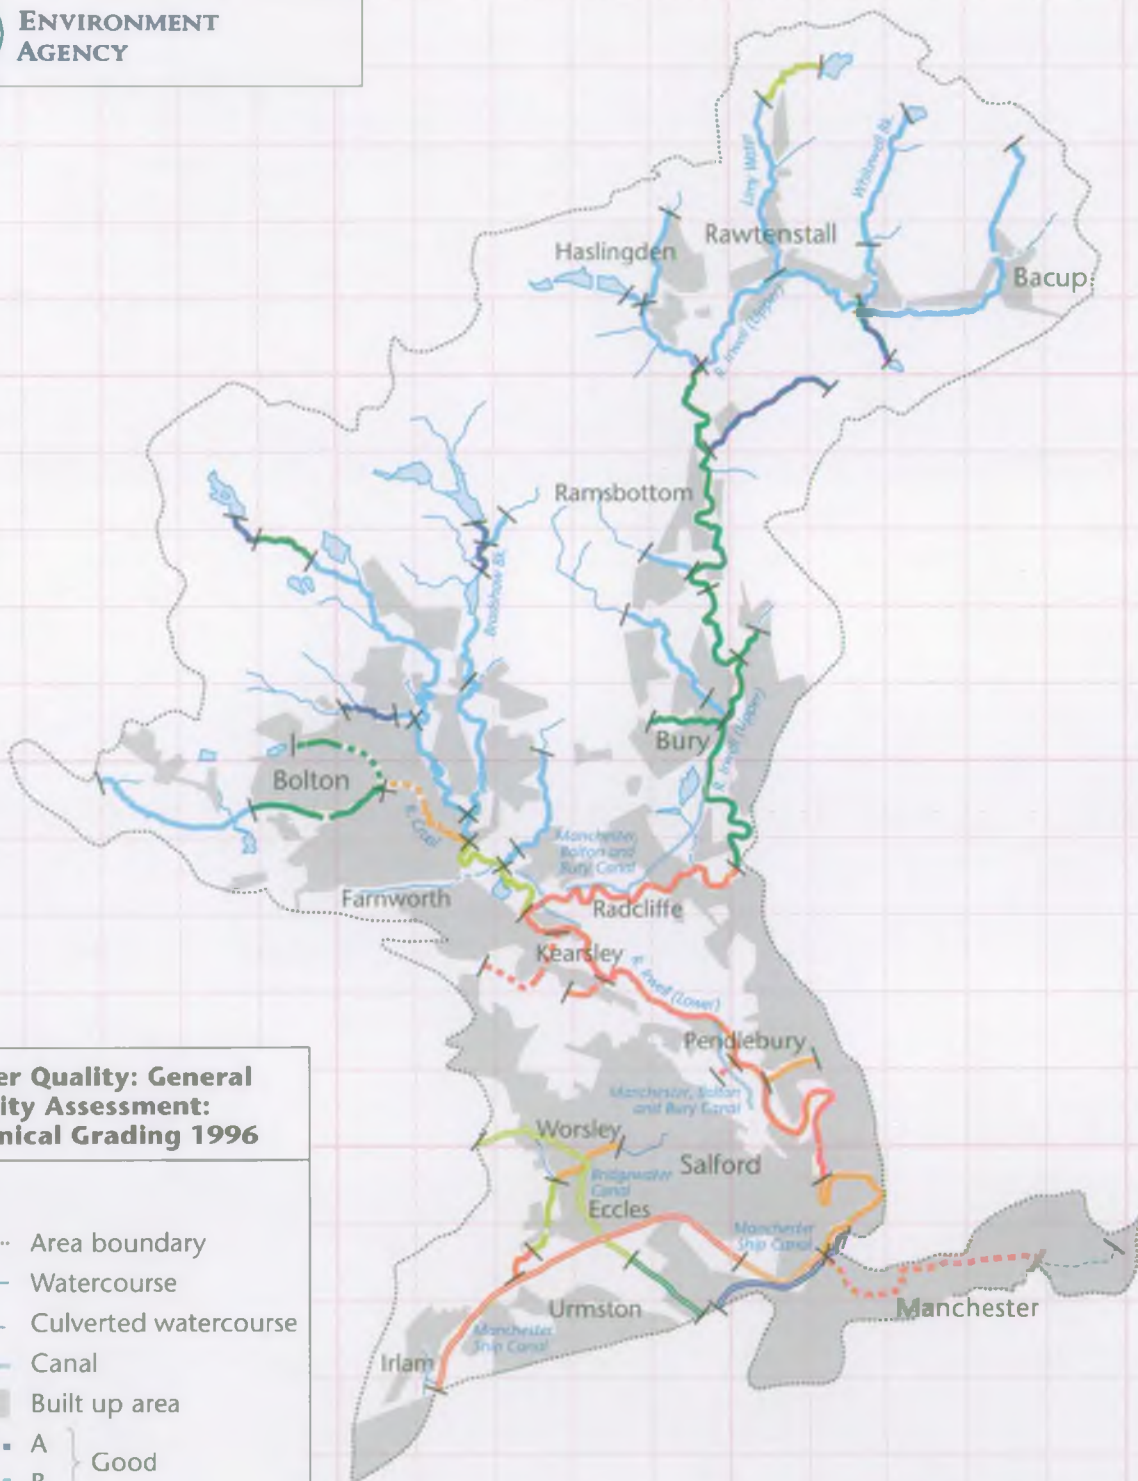 ENVIRONMENT
AGENCY
Limy Water
Whitewell Bk.
Rawtenstall
Haslingden
Bacup
R. Irwell (Upper)
Ramsbottom
Bradshaw Bk.
R. Irwell (Upper)
Bury
Bolton
R. Croal
Manchester,
Bolton and
Bury Canal
Farnworth
Radcliffe
Kearsley
R. Irwell (Lower)
Pendlebury
Manchester, Bolton
and Bury Canal
Worsley
Salford
Bridgewater
Canal
Eccles
Manchester
Ship Canal
Urmston
Manchester
Manchester
Ship Canal
Irlam
er Quality: General
ity Assessment:
nical Grading 1996
Area boundary
Watercourse
Culverted watercourse
Canal
Built up area
A
Good
B